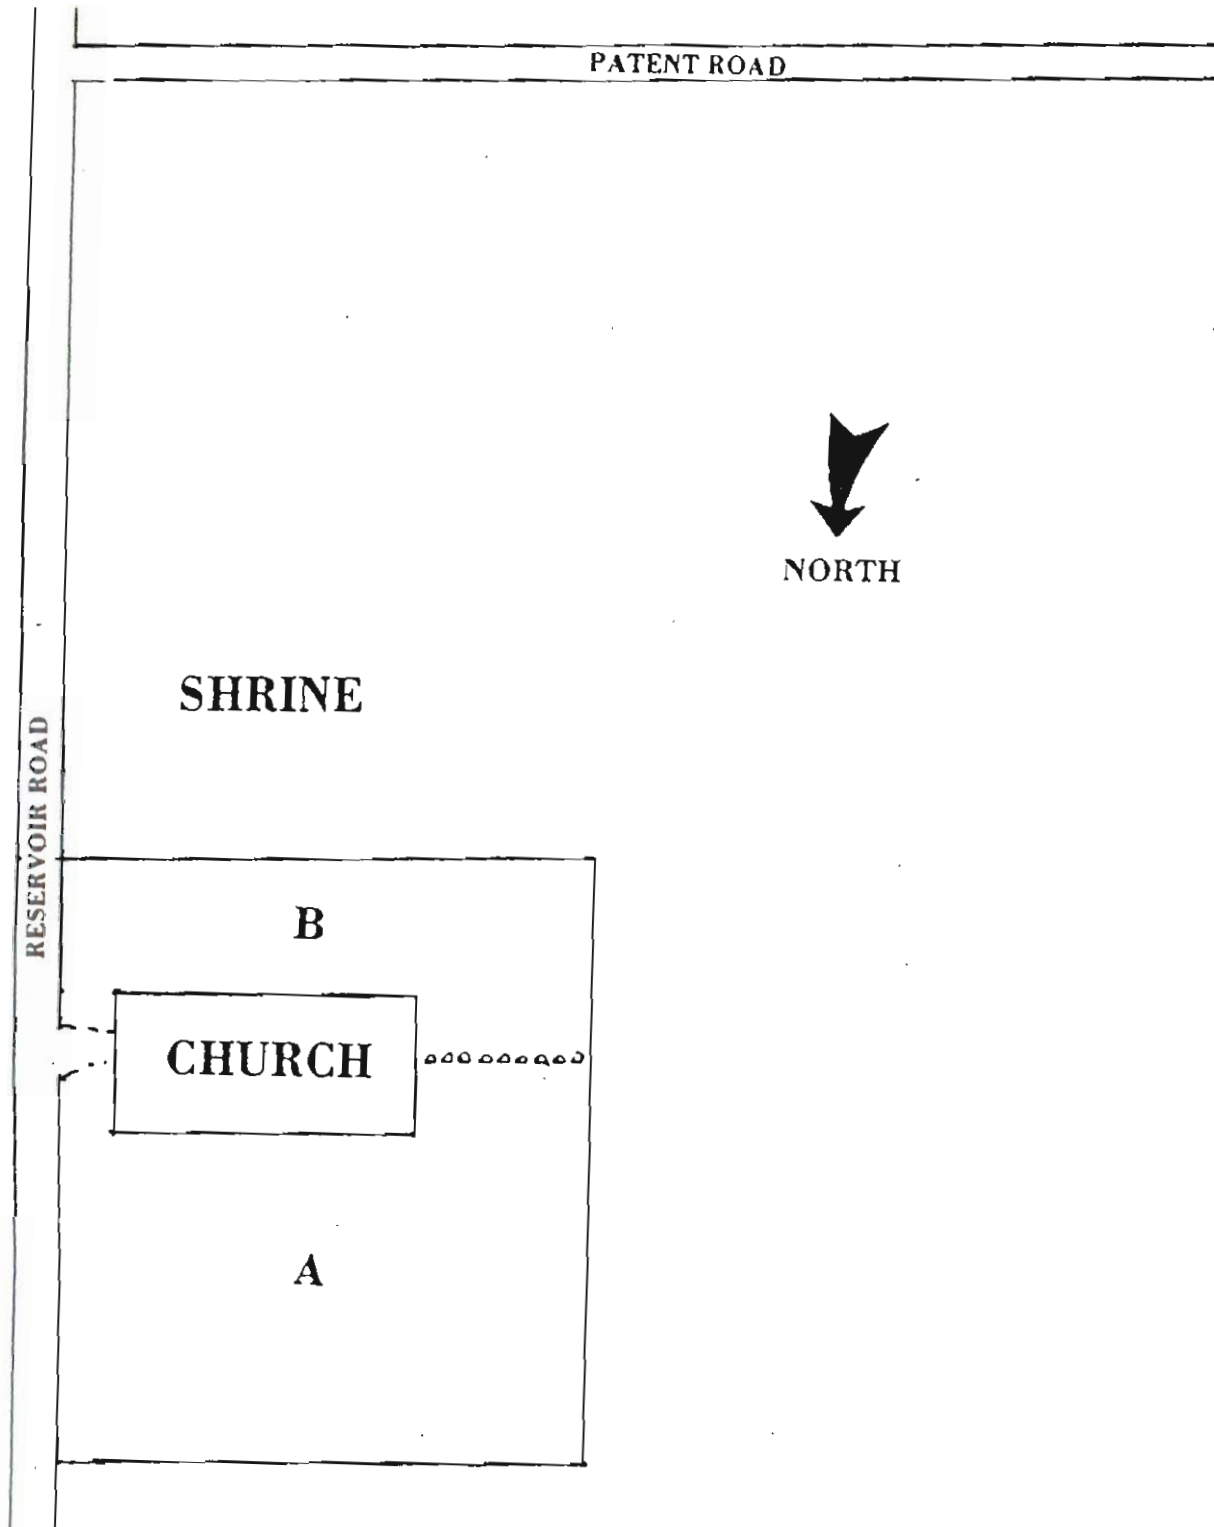 PATENT ROAD
NORTH
SHRINE
RESERVOIR ROAD
B
CHURCH
A